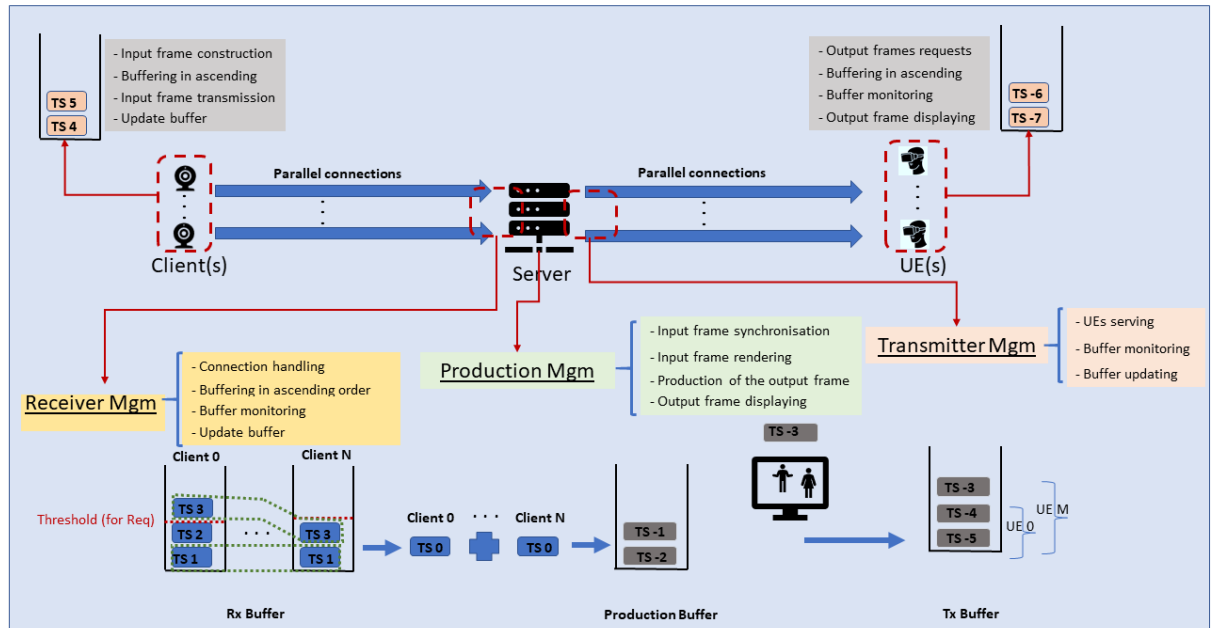 - Input frame construction
- Buffering in ascending
- Input frame transmission
- Update buffer
TS 5
TS 4
- Output frames requests
- Buffering in ascending
- Buffer monitoring
- Output frame displaying
TS -6
TS -7
Parallel connections
Parallel connections
Client(s)
Server
UE(s)
Receiver Mgm
- Connection handling
- Buffering in ascending order
- Buffer monitoring
- Update buffer
Production Mgm
- Input frame synchronisation
- Input frame rendering
- Production of the output frame
- Output frame displaying
Transmitter Mgm
- UEs serving
- Buffer monitoring
- Buffer updating
Client 0
Client N
Threshold (for Req)
TS 3
TS 2
TS 1
TS 3
TS 1
Client 0
Client N
TS 0
TS 0
TS -1
TS -2
TS -3
TS -3
TS -4
TS -5
UE 0
UE M
Rx Buffer
Production Buffer
Tx Buffer